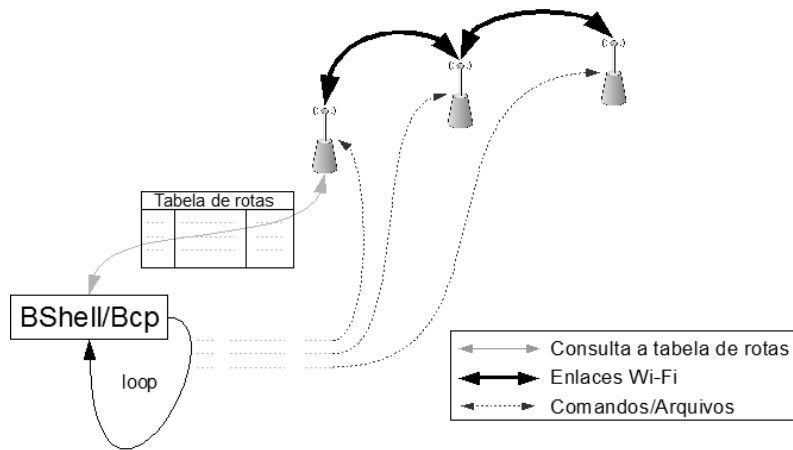 Tabela de rotas
BShell/Bcp
loop
Consulta a tabela de rotas
Enlaces Wi-Fi
Comandos/Arquivos